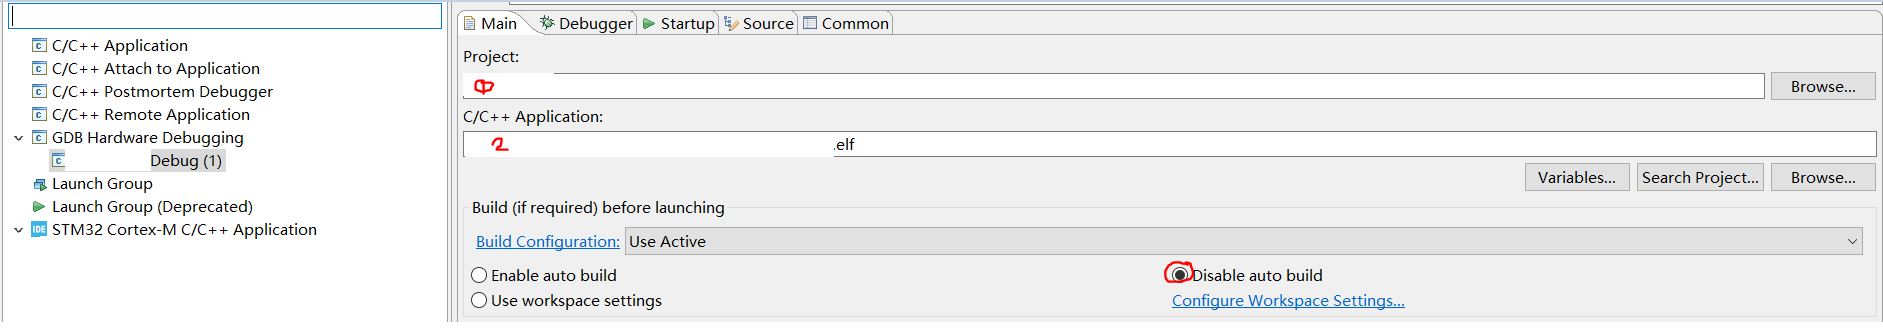 C/C++ Application
C/C++ Attach to Application
C/C++ Postmortem Debugger
C/C++ Remote Application
GDB Hardware Debugging
Debug (1)
Launch Group
Launch Group (Deprecated)
IDE STM32 Cortex-M C/C++ Application
Main Debugger Startup Source Common
Project:
Browse...
C/C++ Application:
2 .elf
Variables... Search Project... Browse...
Build (if required) before launching
Build Configuration: Use Active
Enable auto build Disable auto build
Use workspace settings Configure Workspace Settings...